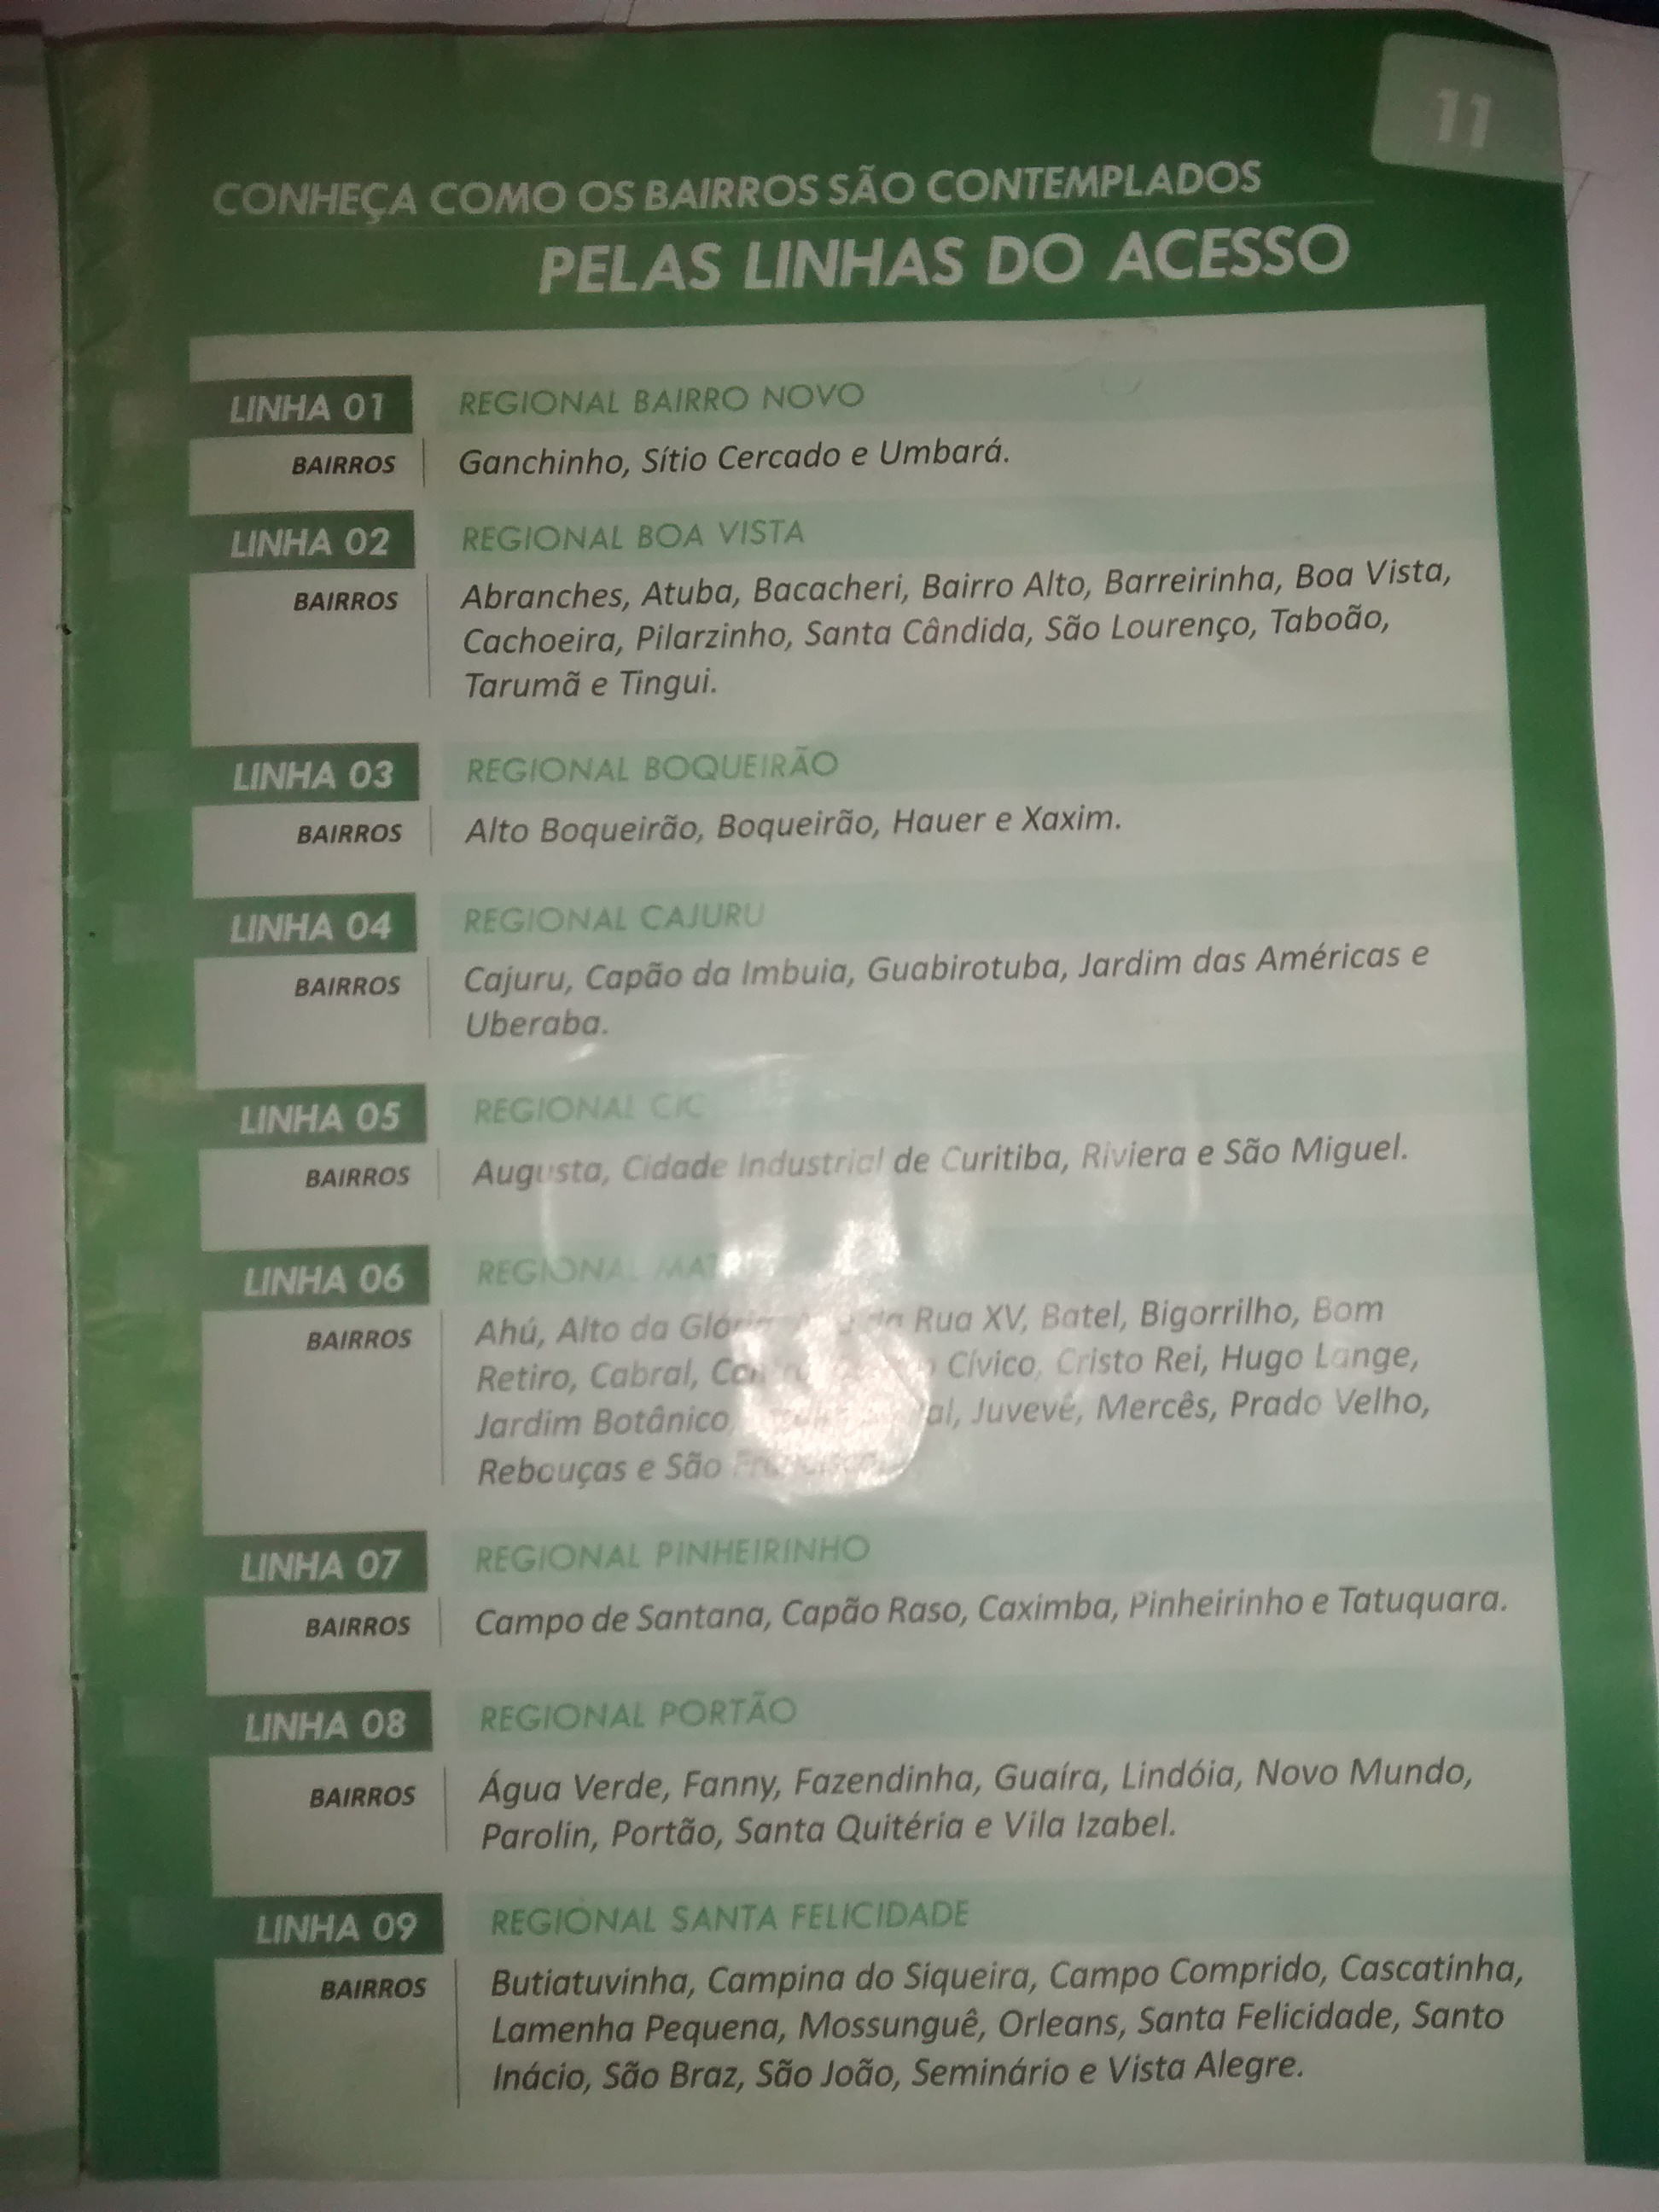 11
CONHEÇA COMO OS BAIRROS SÃO CONTEMPLADOS
PELAS LINHAS DO ACESSO
LINHA 01 REGIONAL BAIRRO NOVO
BAIRROS Ganchinho, Sítio Cercado e Umbará.
LINHA 02 REGIONAL BOA VISTA
BAIRROS Abranches, Atuba, Bacacheri, Bairro Alto, Barreirinha, Boa Vista,
Cachoeira, Pilarzinho, Santa Cândida, São Lourenço, Taboão,
Tarumã e Tingui.
LINHA 03 REGIONAL BOQUEIRÃO
BAIRROS Alto Boqueirão, Boqueirão, Hauer e Xaxim.
LINHA 04 REGIONAL CAJURU
BAIRROS Cajuru, Capão da Imbuia, Guabirotuba, Jardim das Américas e
Uberaba.
LINHA 05 REGIONAL CIC
BAIRROS Augusta, Cidade Industrial de Curitiba, Riviera e São Miguel.
LINHA 06 REGIONAL MATRIZ
BAIRROS Ahú, Alto da Glória, da Rua XV, Batel, Bigorrilho, Bom
Retiro, Cabral, Cívico, Cristo Rei, Hugo Lange,
Jardim Botânico, Juvevê, Mercês, Prado Velho,
Rebouças e São
LINHA 07 REGIONAL PINHEIRINHO
BAIRROS Campo de Santana, Capão Raso, Caximba, Pinheirinho e Tatuquara.
LINHA 08 REGIONAL PORTÃO
BAIRROS Água Verde, Fanny, Fazendinha, Guaíra, Lindóia, Novo Mundo,
Parolin, Portão, Santa Quitéria e Vila Izabel.
LINHA 09 REGIONAL SANTA FELICIDADE
BAIRROS Butiatuvinha, Campina do Siqueira, Campo Comprido, Cascatinha,
Lamenha Pequena, Mossunguê, Orleans, Santa Felicidade, Santo
Inácio, São Braz, São João, Seminário e Vista Alegre.